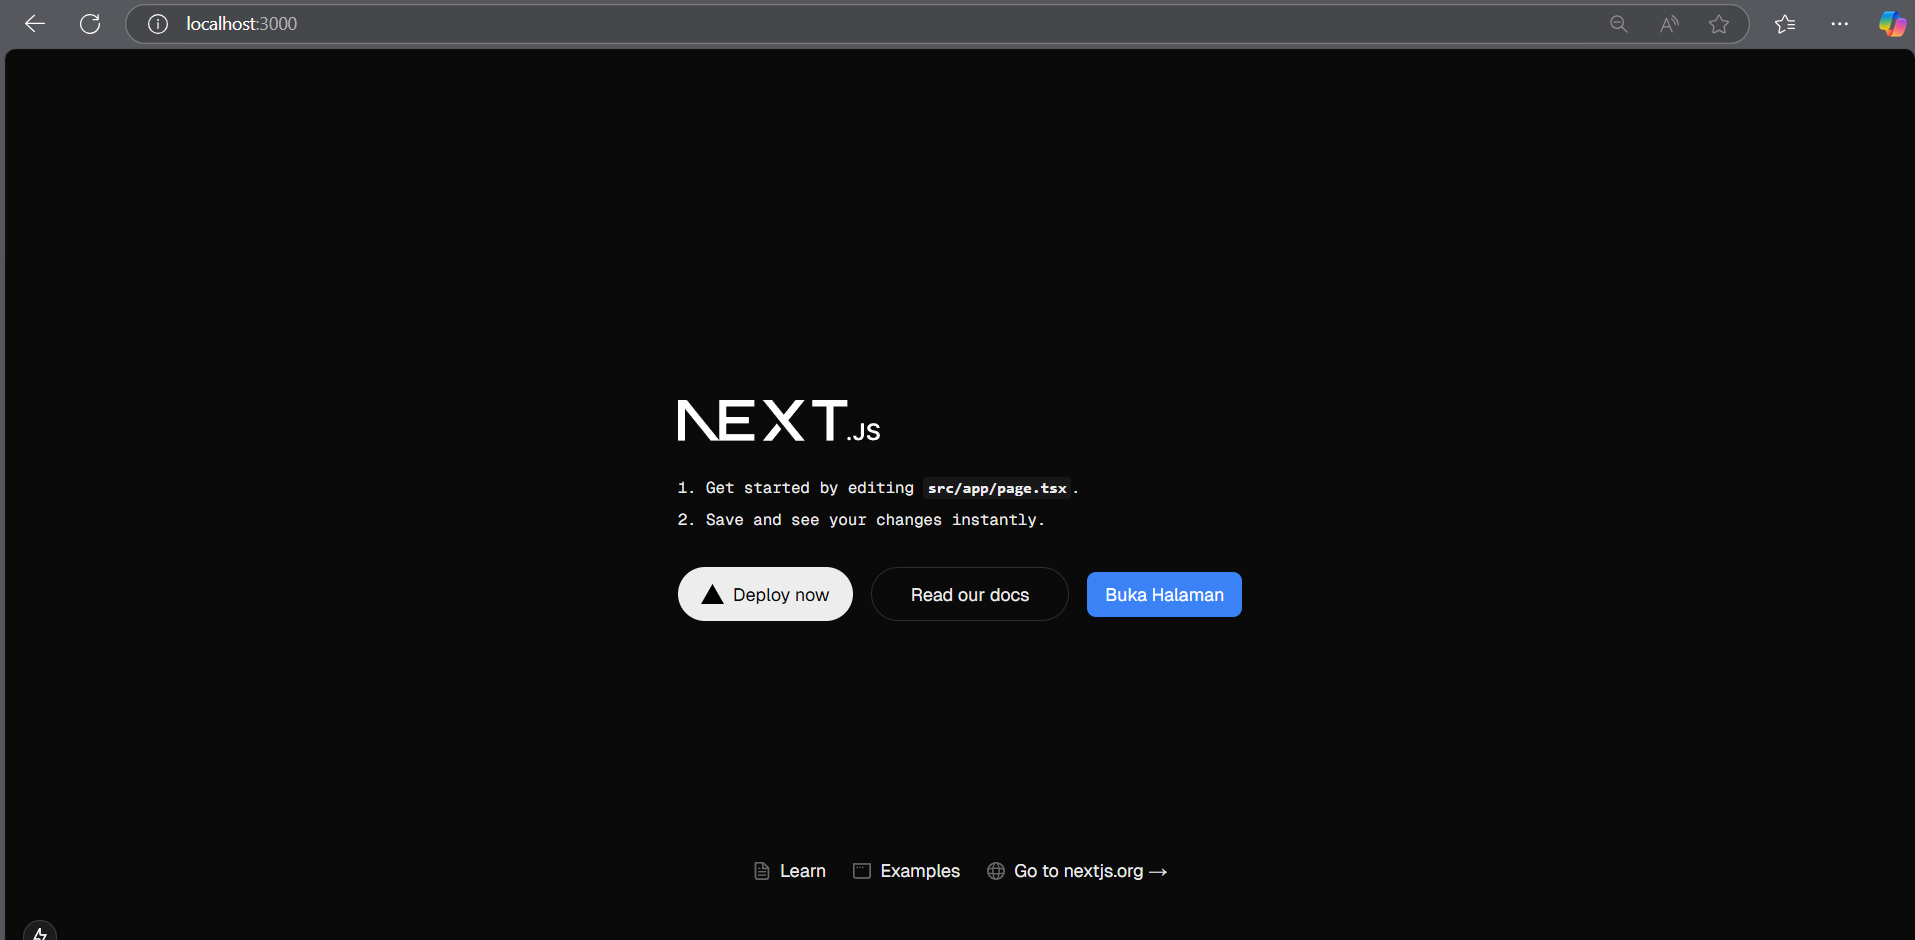 localhost:3000
NEXT.JS
1. Get started by editing src/app/page.tsx.
2. Save and see your changes instantly.
Deploy now
Read our docs
Buka Halaman
Learn
Examples
Go to nextjs.org →